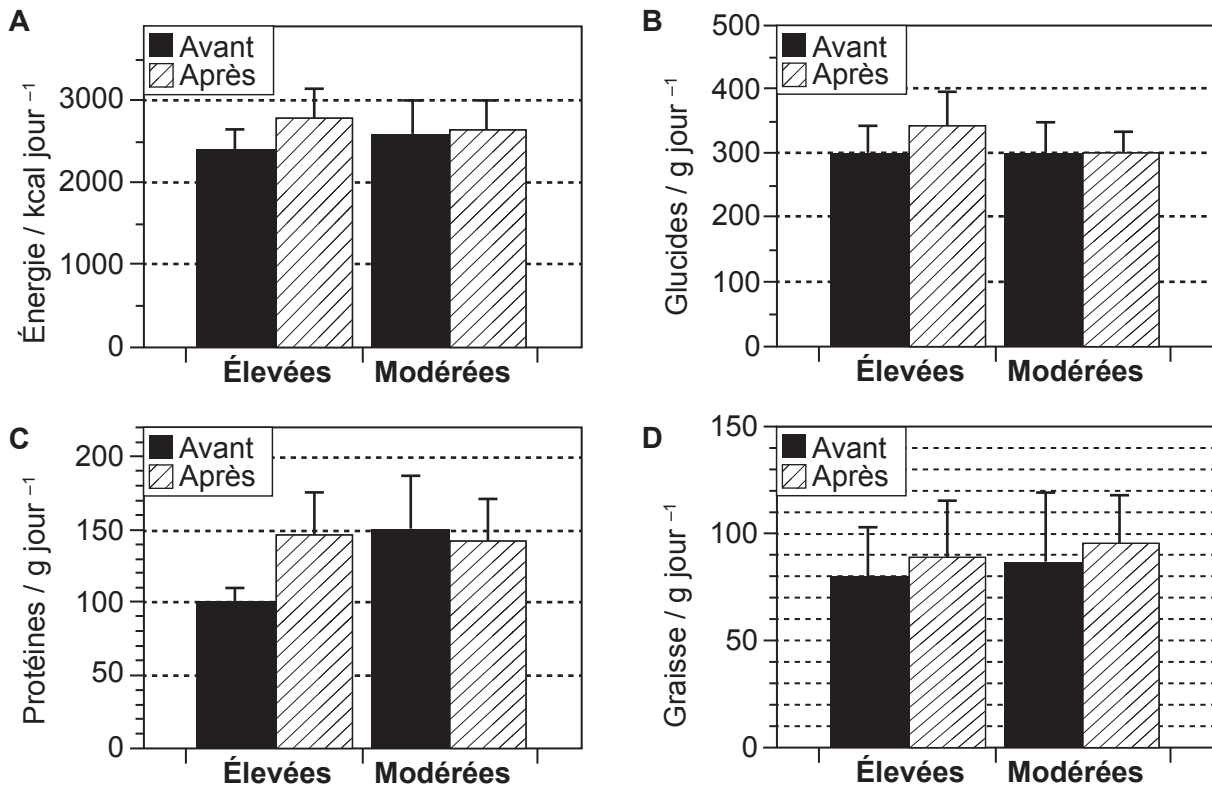 A
Avant
Après
Énergie / kcal jour –1
3000
2000
1000
0
Élevées Modérées
B
Avant
Après
Glucides / g jour –1
500
400
300
200
100
0
Élevées Modérées
C
Avant
Après
Protéines / g jour –1
200
150
100
50
0
Élevées Modérées
D
Avant
Après
Graisse / g jour –1
150
100
50
0
Élevées Modérées